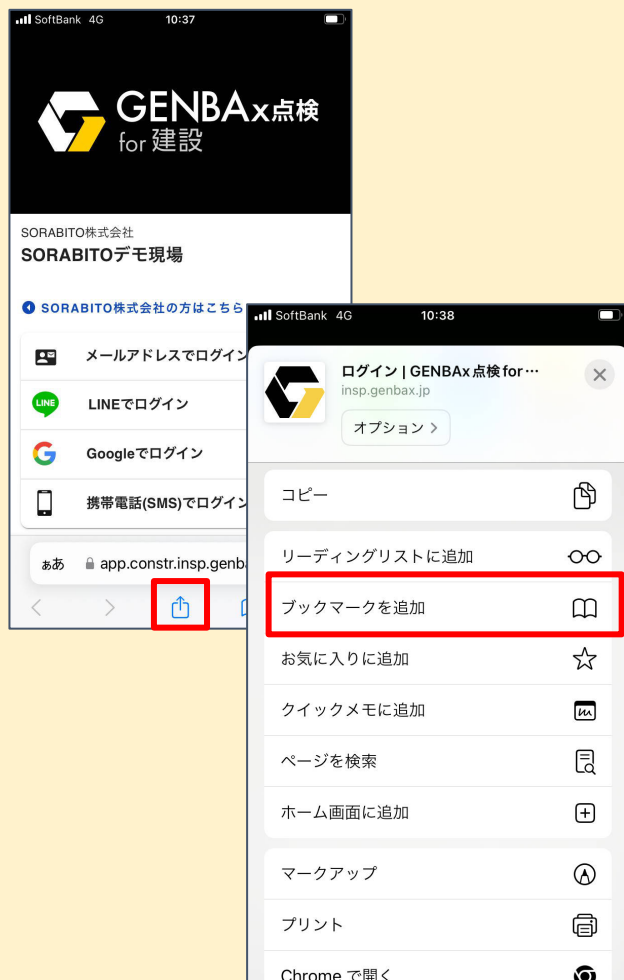 SoftBank 4G 10:37
GENBAx点検
for 建設
SORABITO株式会社
SORABITOデモ現場
SORABITO株式会社の方はこちら
メールアドレスでログイン
LINE LINEでログイン
Googleでログイン
携帯電話(SMS)でログイン
ぁあ app.constr.insp.genb
SoftBank 4G 10:38
ログイン | GENBAx点検 for…
insp.genbax.jp
オプション
コピー
リーディングリストに追加
ブックマークを追加
お気に入りに追加
クイックメモに追加
ページを検索
ホーム画面に追加
マークアップ
プリント
Chrome で開く